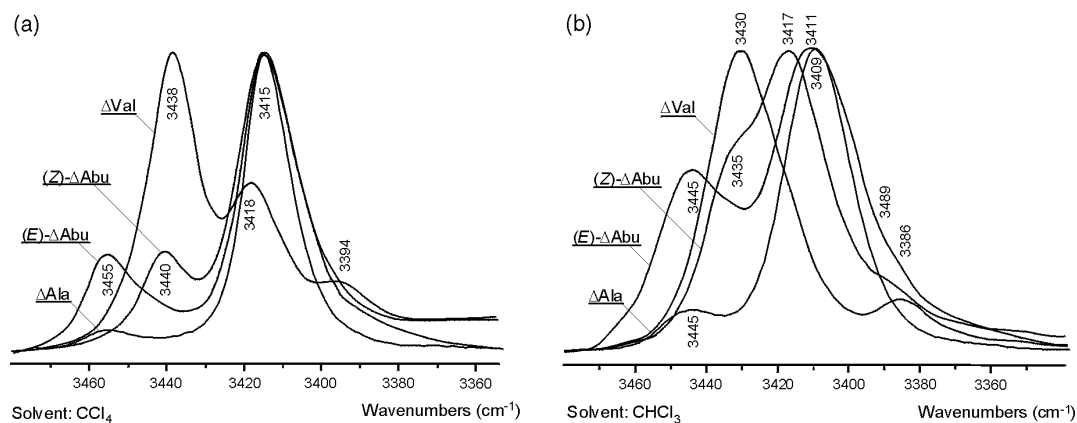 (a)
3438
3415
ΔVal
(Z)-ΔAbu
3418
(E)-ΔAbu
3455
3440
3394
ΔAla
3460 3440 3420 3400 3380 3360
Solvent: CCl4 Wavenumbers (cm-1)
(b)
3430
3417
3411
3409
ΔVal
3435
(Z)-ΔAbu
3445
3489
(E)-ΔAbu
3386
ΔAla
3445
3460 3440 3420 3400 3380 3360
Solvent: CHCl3 Wavenumbers (cm-1)